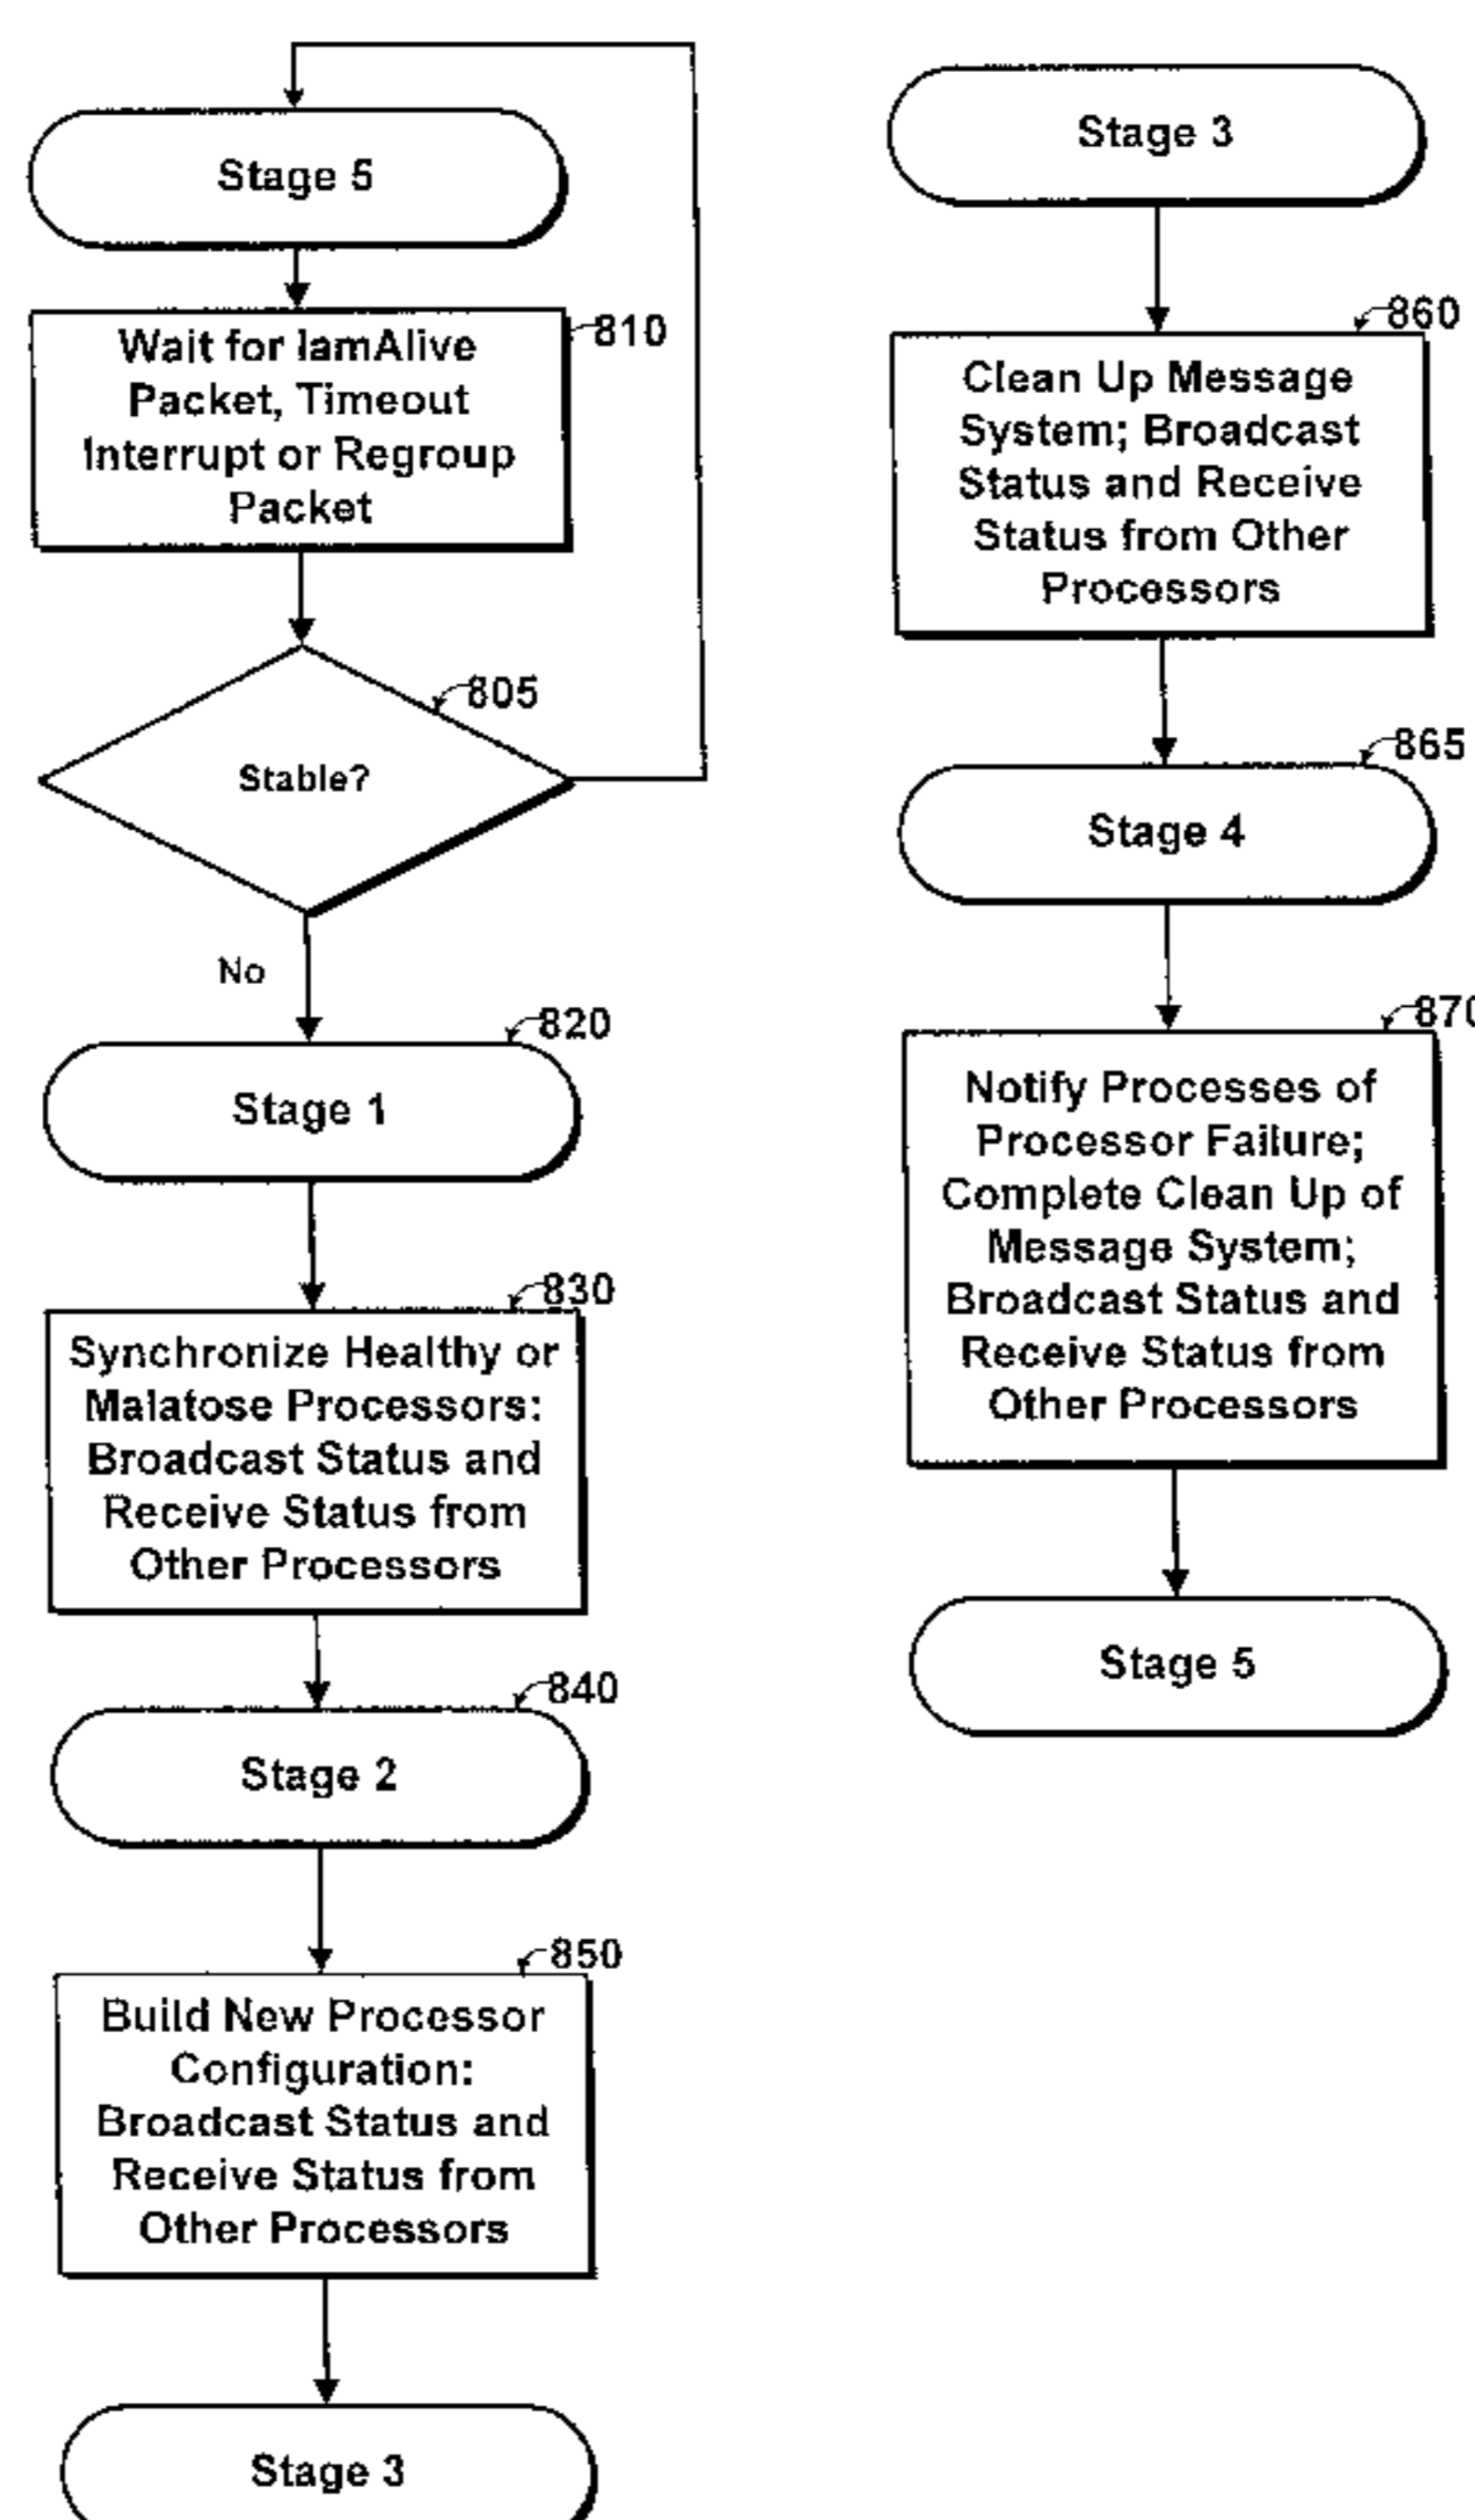 Stage 5
810
Wait for IamAlive
Packet, Timeout
Interrupt or Regroup
Packet
805
Stable?
No
820
Stage 1
830
Synchronize Healthy or
Malatose Processors:
Broadcast Status and
Receive Status from
Other Processors
840
Stage 2
850
Build New Processor
Configuration:
Broadcast Status and
Receive Status from
Other Processors
Stage 3
Stage 3
860
Clean Up Message
System; Broadcast
Status and Receive
Status from Other
Processors
865
Stage 4
870
Notify Processes of
Processor Failure;
Complete Clean Up of
Message System;
Broadcast Status and
Receive Status from
Other Processors
Stage 5